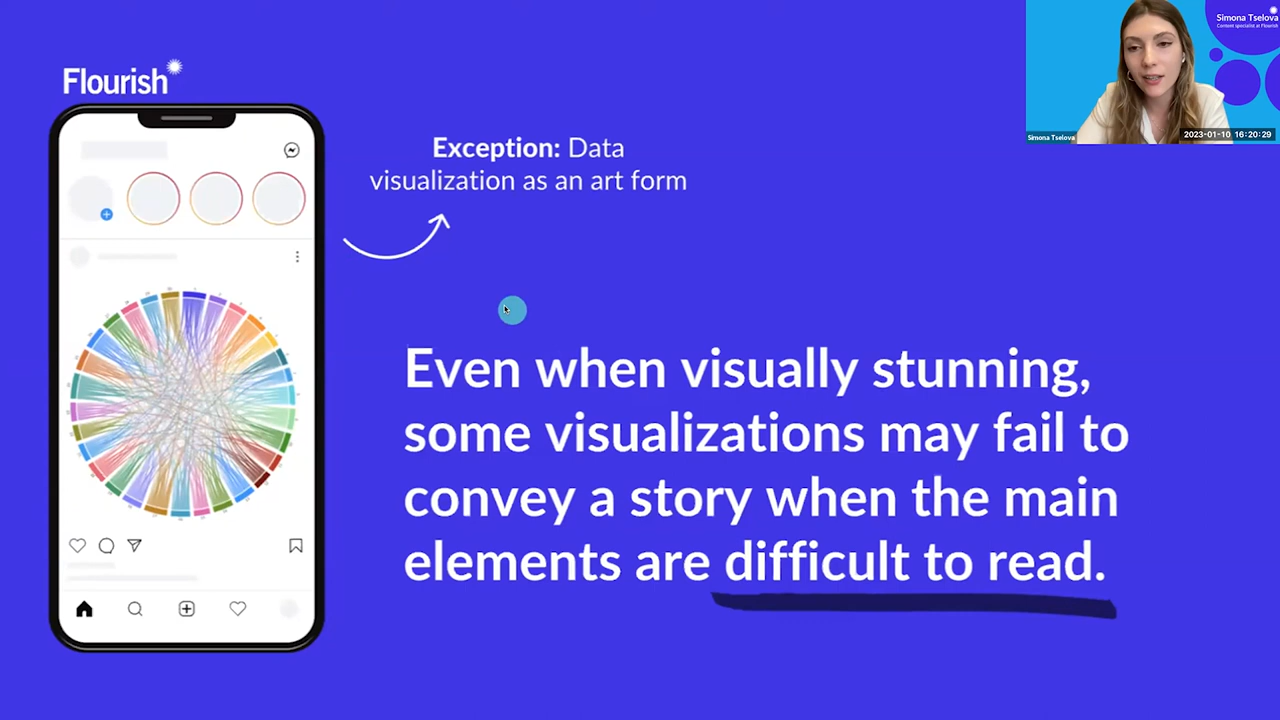 Flourish
Exception: Data
visualization as an art form
Even when visually stunning,
some visualizations may fail to
convey a story when the main
elements are difficult to read.
Simona Tselova
Content specialist at Flourish
Simona Tselova
2023-01-10 16:20:29